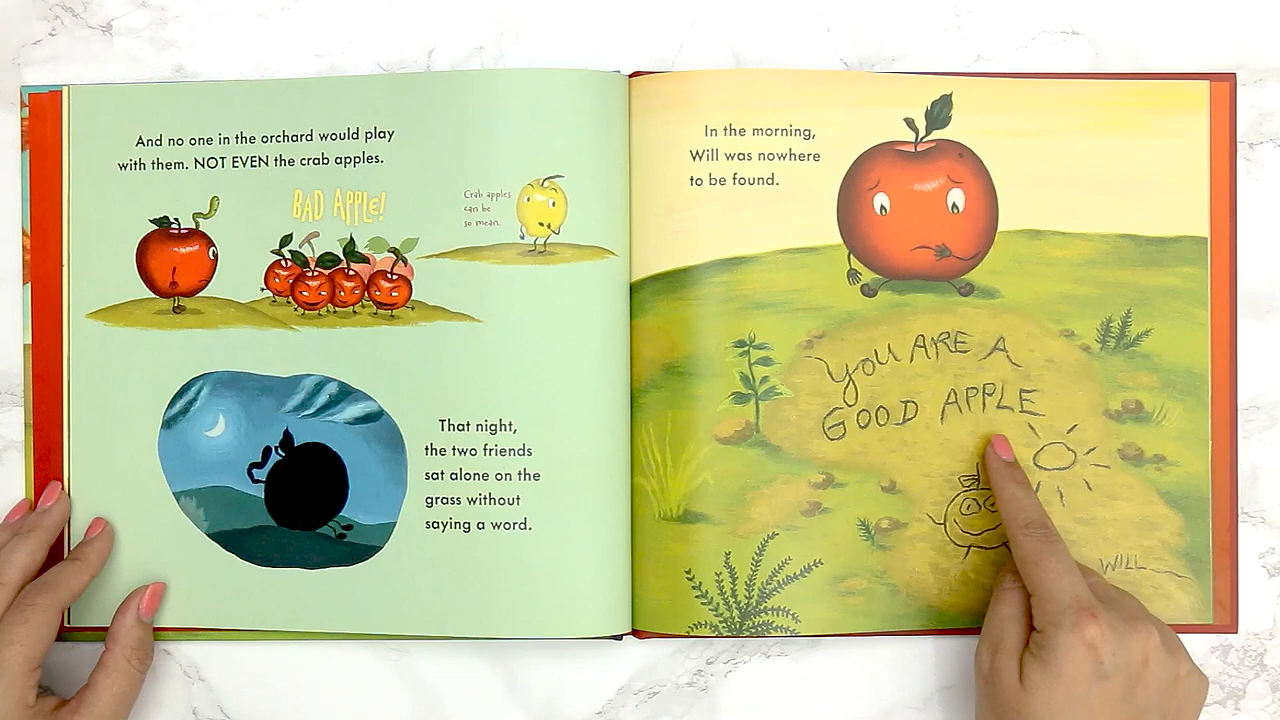 And no one in the orchard would play
with them. NOT EVEN the crab apples.
BAD APPLE!
Crab apples
can be
so mean.
That night,
the two friends
sat alone on the
grass without
saying a word.
In the morning,
Will was nowhere
to be found.
YOU ARE A
GOOD APPLE
WILL